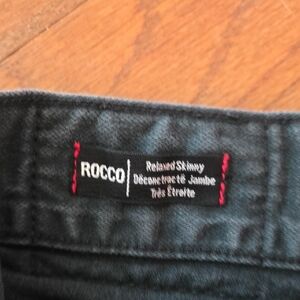 ROCCO
Relaxed Skinny
Décontracté Jambe
Très Étroite